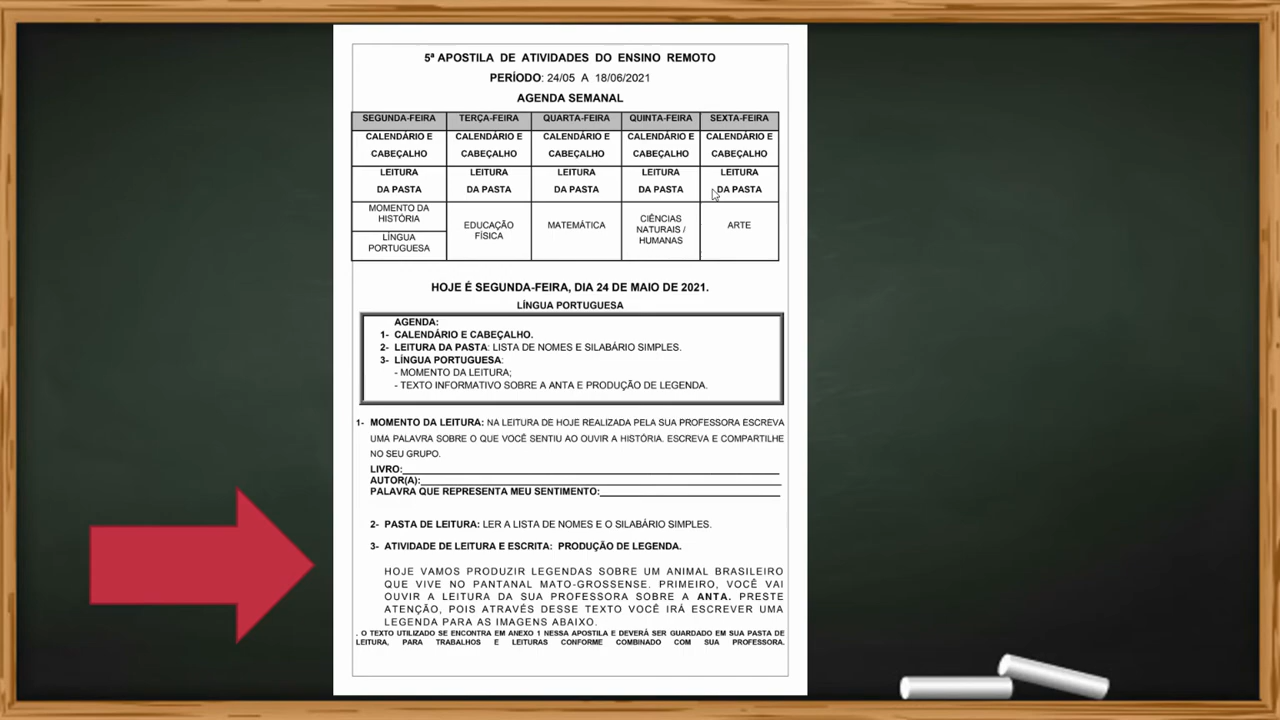 5ª APOSTILA DE ATIVIDADES DO ENSINO REMOTO
PERÍODO: 24/05 A 18/06/2021
AGENDA SEMANAL
SEGUNDA-FEIRA TERÇA-FEIRA QUARTA-FEIRA QUINTA-FEIRA SEXTA-FEIRA
CALENDÁRIO E CALENDÁRIO E CALENDÁRIO E CALENDÁRIO E CALENDÁRIO E
CABEÇALHO CABEÇALHO CABEÇALHO CABEÇALHO CABEÇALHO
LEITURA LEITURA LEITURA LEITURA LEITURA
DA PASTA DA PASTA DA PASTA DA PASTA DA PASTA
MOMENTO DA
HISTÓRIA
LÍNGUA
PORTUGUESA
EDUCAÇÃO
FÍSICA
MATEMÁTICA
CIÊNCIAS
NATURAIS /
HUMANAS
ARTE
HOJE É SEGUNDA-FEIRA, DIA 24 DE MAIO DE 2021.
LÍNGUA PORTUGUESA
AGENDA:
1- CALENDÁRIO E CABEÇALHO.
2- LEITURA DA PASTA: LISTA DE NOMES E SILABÁRIO SIMPLES.
3- LÍNGUA PORTUGUESA:
- MOMENTO DA LEITURA;
- TEXTO INFORMATIVO SOBRE A ANTA E PRODUÇÃO DE LEGENDA.
1- MOMENTO DA LEITURA: NA LEITURA DE HOJE REALIZADA PELA SUA PROFESSORA ESCREVA
UMA PALAVRA SOBRE O QUE VOCÊ SENTIU AO OUVIR A HISTÓRIA. ESCREVA E COMPARTILHE
NO SEU GRUPO.
LIVRO:
AUTOR(A):
PALAVRA QUE REPRESENTA MEU SENTIMENTO:
2- PASTA DE LEITURA: LER A LISTA DE NOMES E O SILABÁRIO SIMPLES.
3- ATIVIDADE DE LEITURA E ESCRITA: PRODUÇÃO DE LEGENDA.
HOJE VAMOS PRODUZIR LEGENDAS SOBRE UM ANIMAL BRASILEIRO
QUE VIVE NO PANTANAL MATO-GROSSENSE. PRIMEIRO, VOCÊ VAI
OUVIR A LEITURA DA SUA PROFESSORA SOBRE A ANTA. PRESTE
ATENÇÃO, POIS ATRAVÉS DESSE TEXTO VOCÊ IRÁ ESCREVER UMA
LEGENDA PARA AS IMAGENS ABAIXO.
. O TEXTO UTILIZADO SE ENCONTRA EM ANEXO 1 NESSA APOSTILA E DEVERÁ SER GUARDADO EM SUA PASTA DE
LEITURA, PARA TRABALHOS E LEITURAS CONFORME COMBINADO COM SUA PROFESSORA.